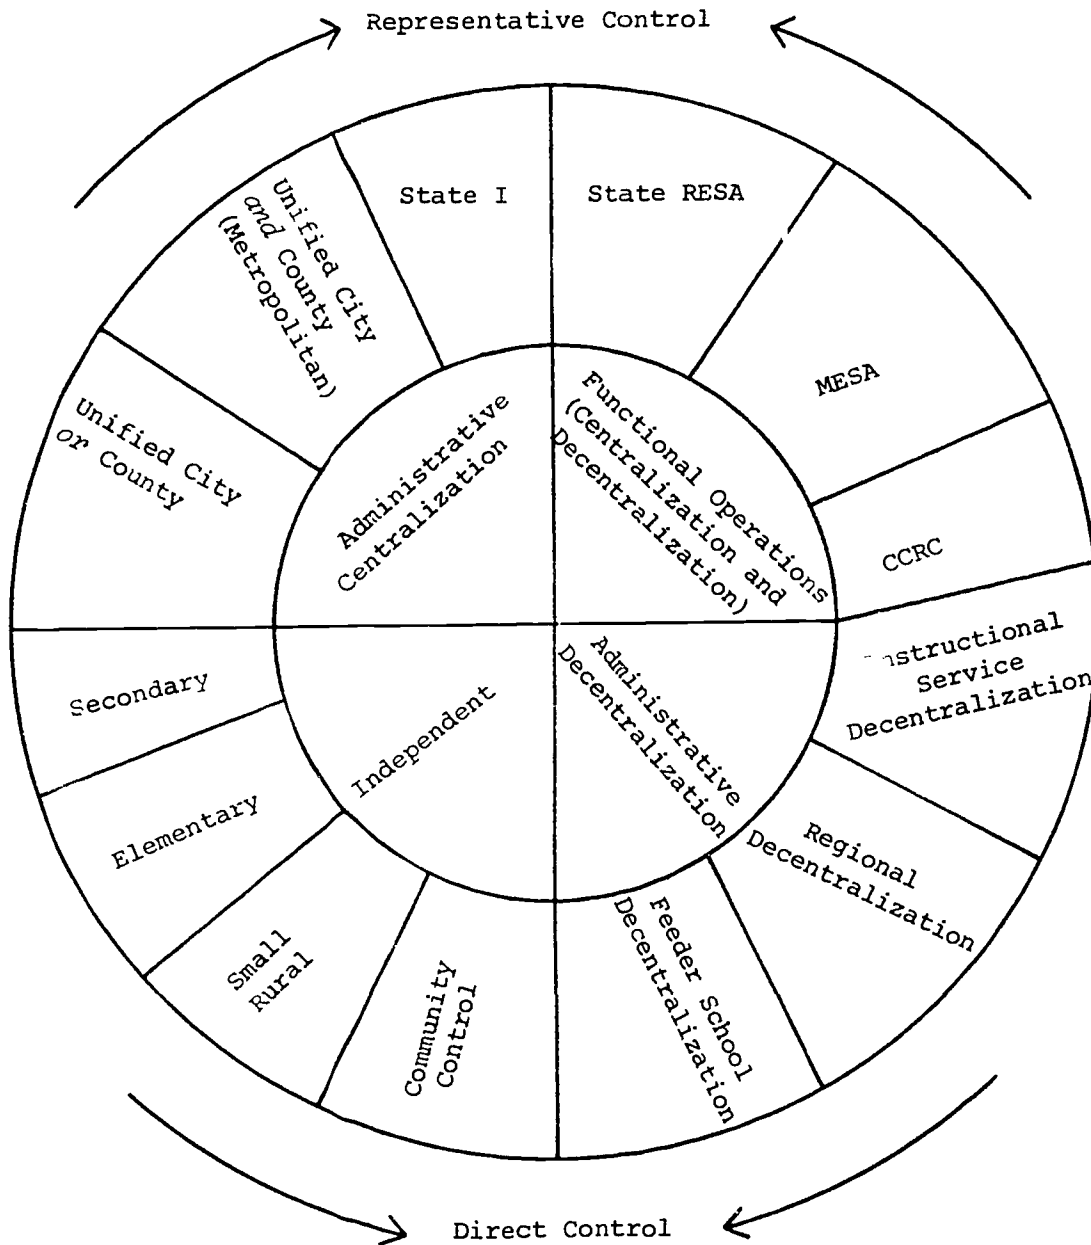 Representative Control
State I
State RESA
Unified City
and County
(Metropolitan)
MESA
Unified City
or County
Administrative
Centralization
Functional Operations
(Centralization and
Decentralization)
CCRC
Secondary
Independent
Administrative
Decentralization
Instructional
Service
Decentralization
Elementary
Regional
Decentralization
Small
Rural
Community
Control
Feeder School
Decentralization
Direct Control